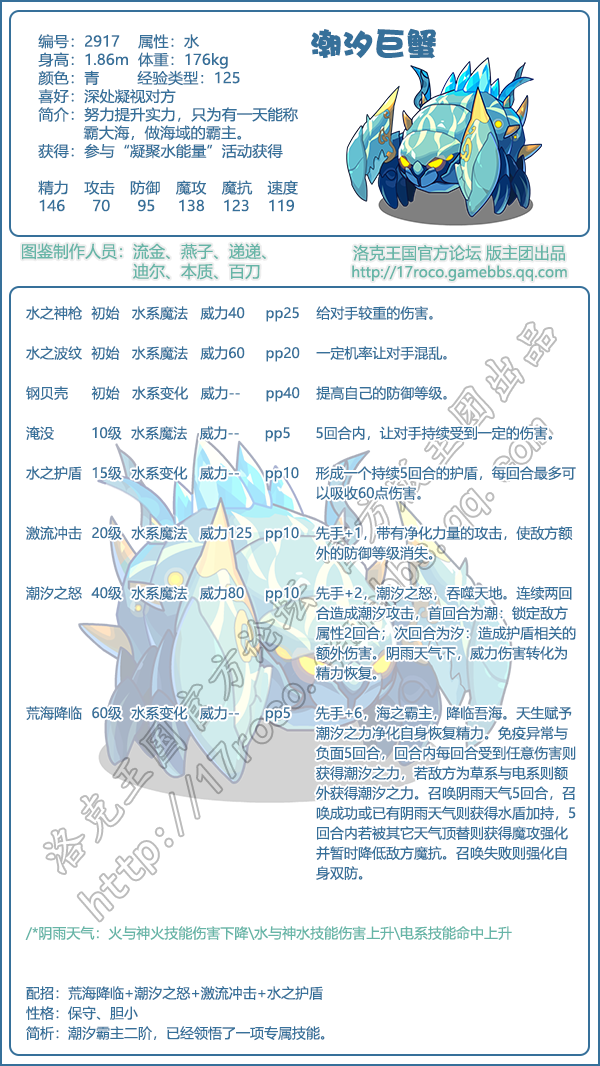 潮汐巨蟹
编号：2917 属性：水
身高：1.86m 体重：176kg
颜色：青 经验类型：125
喜好：深处凝视对方
简介：努力提升实力，只为有一天能称
霸大海，做海域的霸主。
获得：参与“凝聚水能量”活动获得
精力 攻击 防御 魔攻 魔抗 速度
146 70 95 138 123 119
图鉴制作人员：流金、燕子、递递、
迪尔、本质、百刀
洛克王国官方论坛 版主团出品
http://17roco.gamebbs.qq.com
水之神枪 初始 水系魔法 威力40 pp25 给对手较重的伤害。
水之波纹 初始 水系魔法 威力60 pp20 一定机率让对手混乱。
钢贝壳 初始 水系变化 威力-- pp40 提高自己的防御等级。
淹没 10级 水系魔法 威力-- pp5 5回合内，让对手持续受到一定的伤害。
水之护盾 15级 水系变化 威力-- pp10 形成一个持续5回合的护盾，每回合最多可
以吸收60点伤害。
激流冲击 20级 水系魔法 威力125 pp10 先手+1，带有净化力量的攻击，使敌方额
外的防御等级消失。
潮汐之怒 40级 水系魔法 威力80 pp10 先手+2，潮汐之怒，吞噬天地。连续两回
合造成潮汐攻击，首回合为潮：锁定敌方
属性2回合；次回合为汐：造成护盾相关的
额外伤害。阴雨天气下，威力伤害转化为
精力恢复。
荒海降临 60级 水系变化 威力-- pp5 先手+6，海之霸主，降临吾海。天生赋予
潮汐之力净化自身恢复精力。免疫异常与
负面5回合，回合内每回合受到任意伤害则
获得潮汐之力，若敌方为草系与电系则额
外获得潮汐之力。召唤阴雨天气5回合，召
唤成功或已有阴雨天气则获得水盾加持，5
回合内若被其它天气顶替则获得魔攻强化
并暂时降低敌方魔抗。召唤失败则强化自
身双防。
/*阴雨天气：火与神火技能伤害下降\水与神水技能伤害上升\电系技能命中上升
配招：荒海降临+潮汐之怒+激流冲击+水之护盾
性格：保守、胆小
简析：潮汐霸主二阶，已经领悟了一项专属技能。
洛克王国官方论坛 版主团出品
http://17roco.gamebbs.qq.com